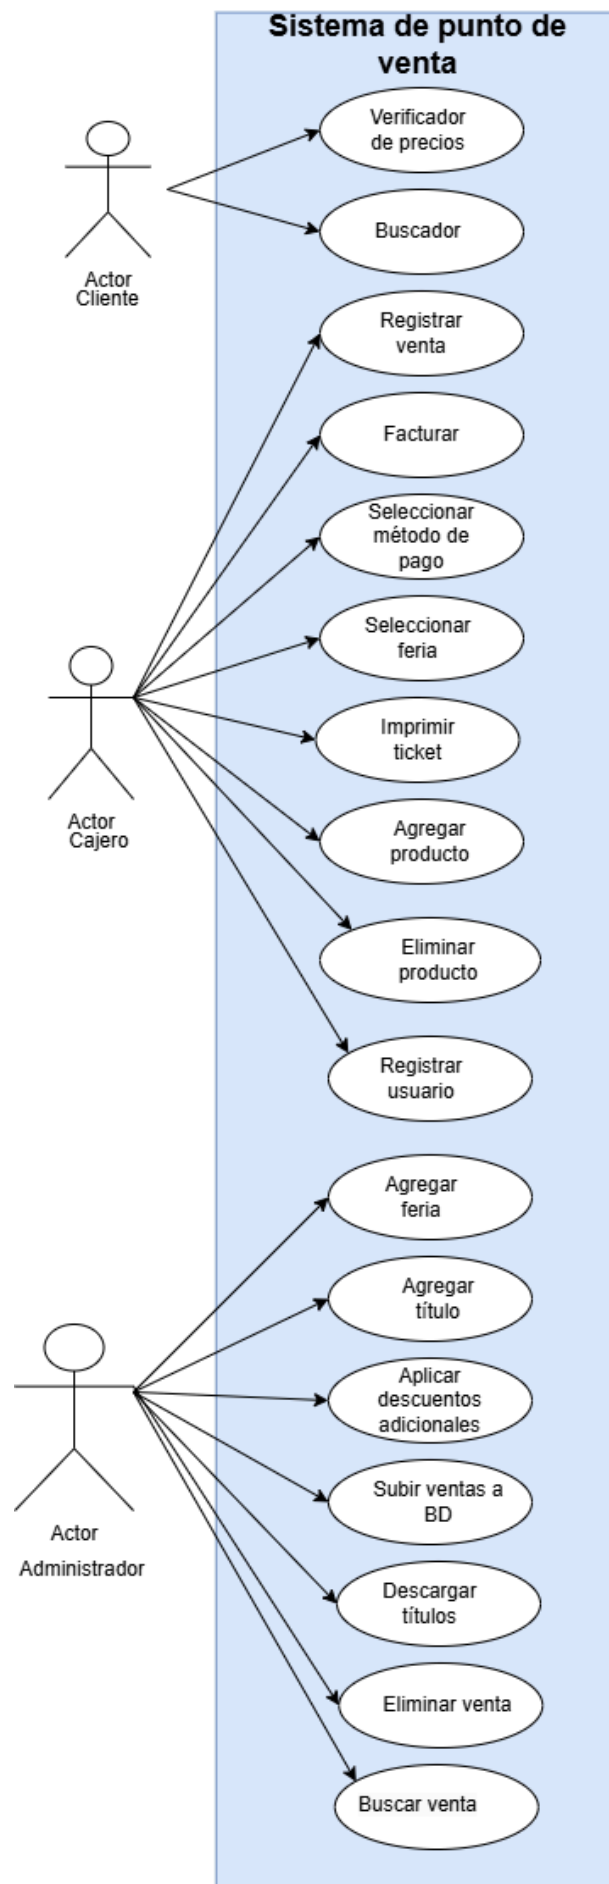 Sistema de punto de
venta
Verificador
de precios
Buscador
Actor
Cliente
Registrar
venta
Facturar
Seleccionar
método de
pago
Seleccionar
feria
Imprimir
ticket
Actor
Cajero
Agregar
producto
Eliminar
producto
Registrar
usuario
Agregar
feria
Agregar
título
Aplicar
descuentos
adicionales
Subir ventas a
BD
Actor
Administrador
Descargar
títulos
Eliminar venta
Buscar venta